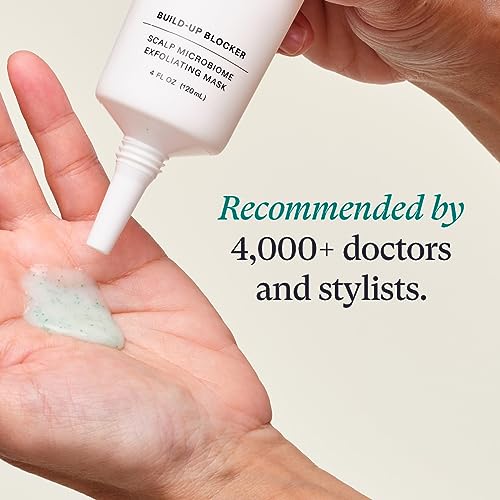 BUILD-UP BLOCKER
SCALP MICROBIOME
EXFOLIATING MASK
4 FL OZ (120mL)
Recommended by
4,000+ doctors
and stylists.